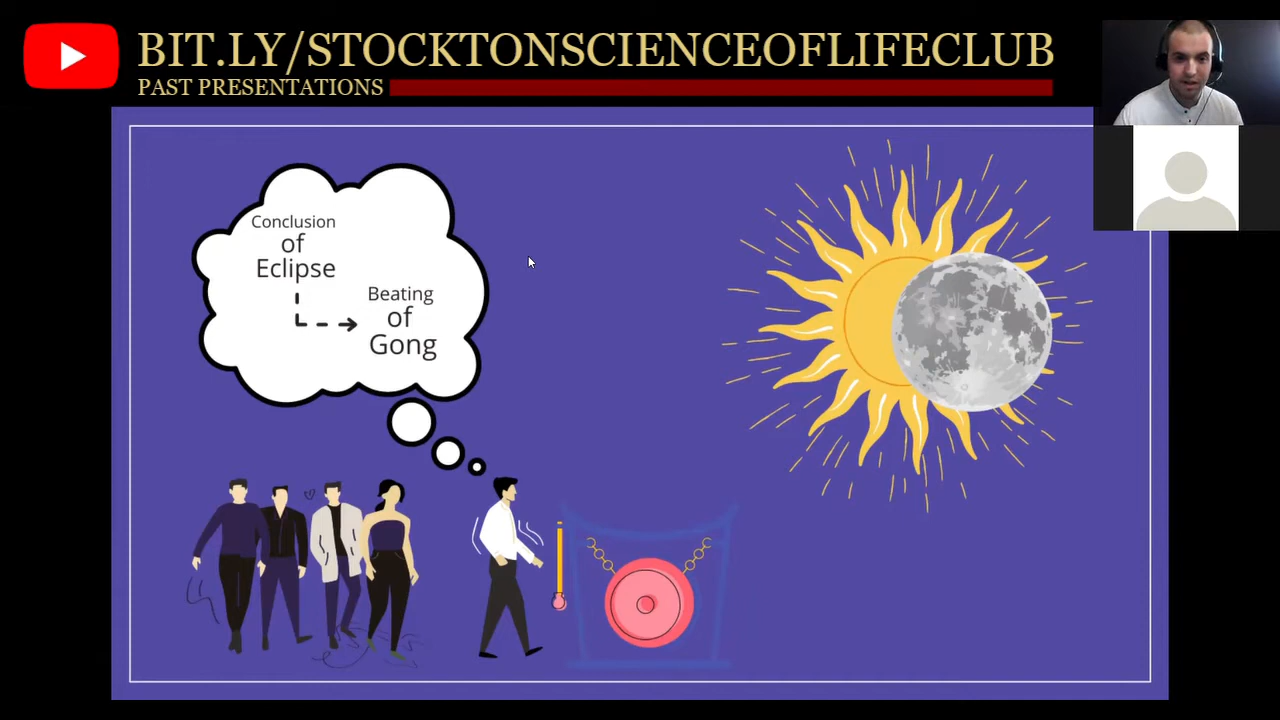 BIT.LY/STOCKTONSCIENCEOFLIFECLUB
PAST PRESENTATIONS
Conclusion
of
Eclipse
Beating
of
Gong